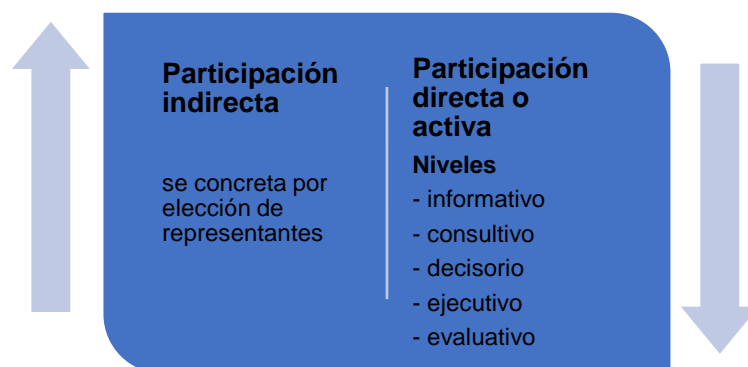 Participación
indirecta
se concreta por
elección de
representantes
Participación
directa o
activa
Niveles
- informativo
- consultivo
- decisorio
- ejecutivo
- evaluativo